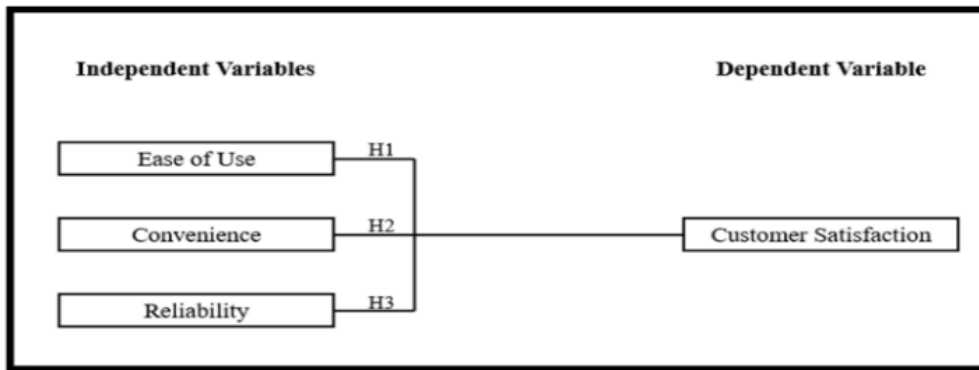 Independent Variables
Dependent Variable
Ease of Use
H1
Convenience
H2
Customer Satisfaction
Reliability
H3